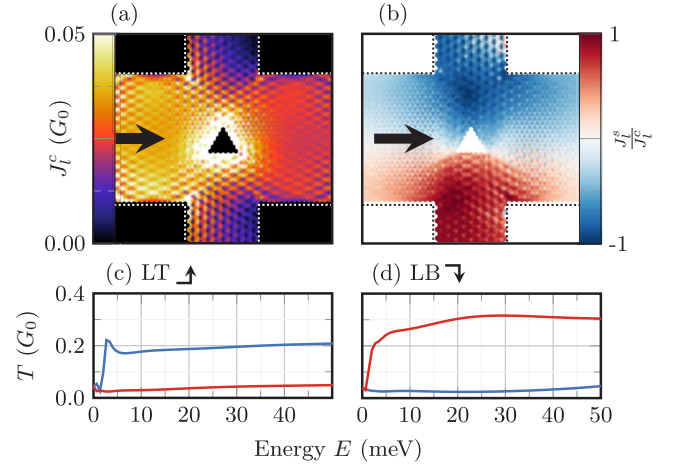 (a)
(b)
0.05
0.00
J_l^c (G_0)
1
-1
J_l^s / J_l^c
(c) LT
(d) LB
0.4
0.2
0.0
T (G_0)
0 10 20 30 40
0 10 20 30 40 50
Energy E (meV)